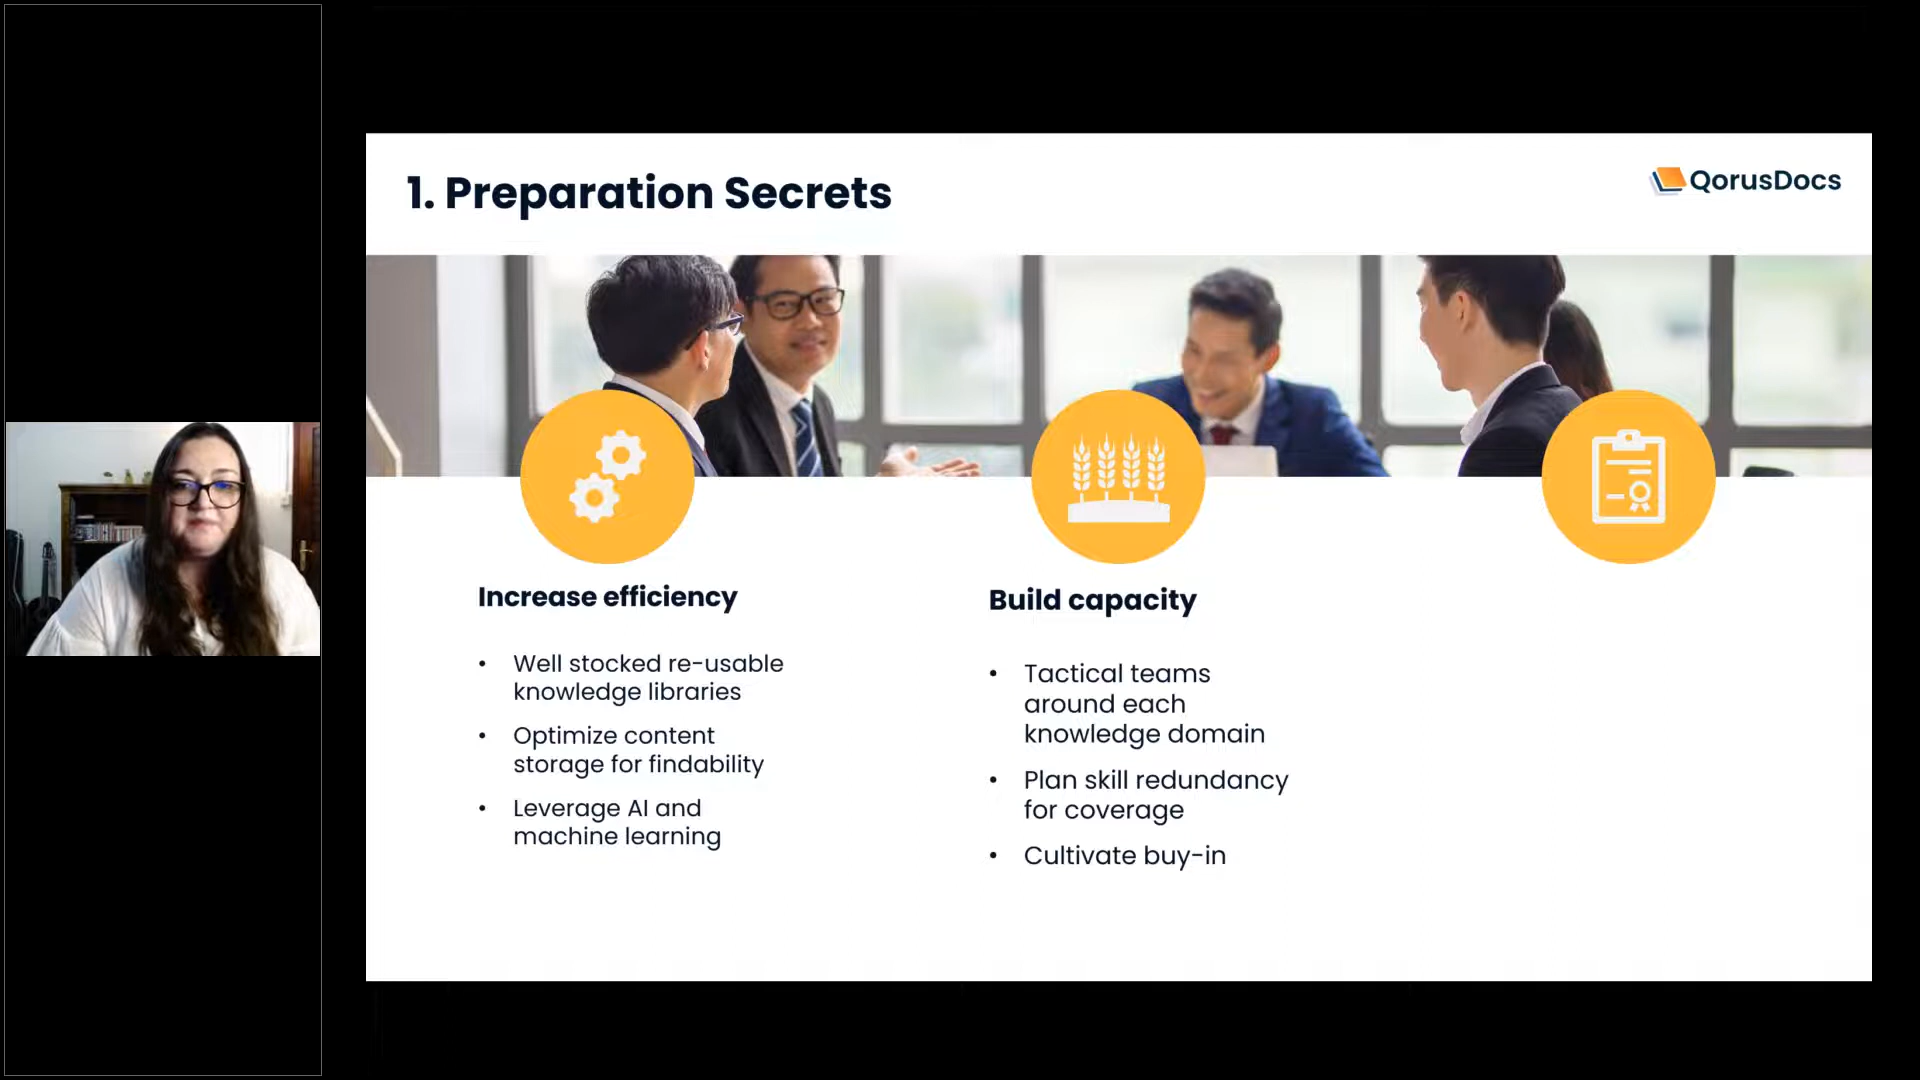 1. Preparation Secrets
QorusDocs
Increase efficiency
• Well stocked re-usable
knowledge libraries
• Optimize content
storage for findability
• Leverage AI and
machine learning
Build capacity
• Tactical teams
around each
knowledge domain
• Plan skill redundancy
for coverage
• Cultivate buy-in